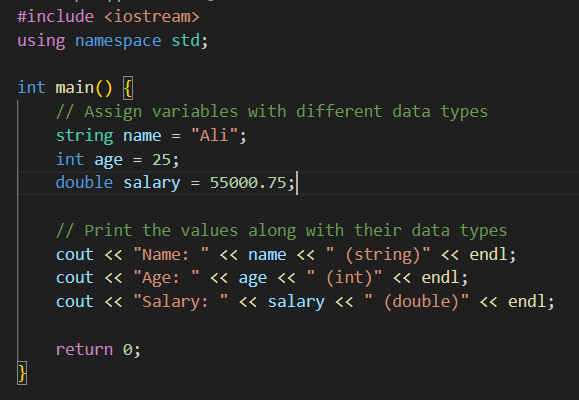 #include <iostream>
using namespace std;
int main() {
// Assign variables with different data types
string name = "Ali";
int age = 25;
double salary = 55000.75;
// Print the values along with their data types
cout << "Name: " << name << " (string)" << endl;
cout << "Age: " << age << " (int)" << endl;
cout << "Salary: " << salary << " (double)" << endl;
return 0;
}